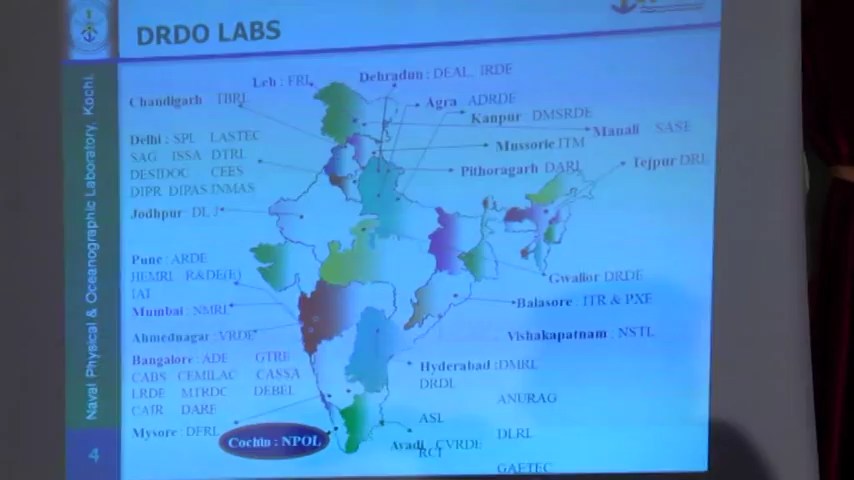 DRDO LABS
Naval Physical & Oceanographic Laboratory, Kochi.
4
Leh : FRL
Dehradun : DEAL, IRDE
Chandigarh TBRL
Agra ADRDE
Kanpur DMSRDE
Manali SASE
Delhi : SPL LASTEC
SAG ISSA DTRL
DESIDOC CEES
DIPR DIPAS INMAS
Mussorie ITM
Pithoragarh DARL
Tejpur DRL
Jodhpur DL J
Pune : ARDE
HEMRL R&DE(E)
IAT
Mumbai : NMRL
Gwalior DRDE
Balasore : ITR & PXE
Ahmednagar : VRDE
Vishakapatnam : NSTL
Bangalore : ADE GTRE
CABS CEMILAC CASSA
LRDE MTRDC DEBEL
CAIR DARE
Mysore : DFRL
Hyderabad : DMRL
DRDL
ANURAG
ASL
DLRL
RCI
GAETEC
Cochin : NPOL
Avadi CVRDE